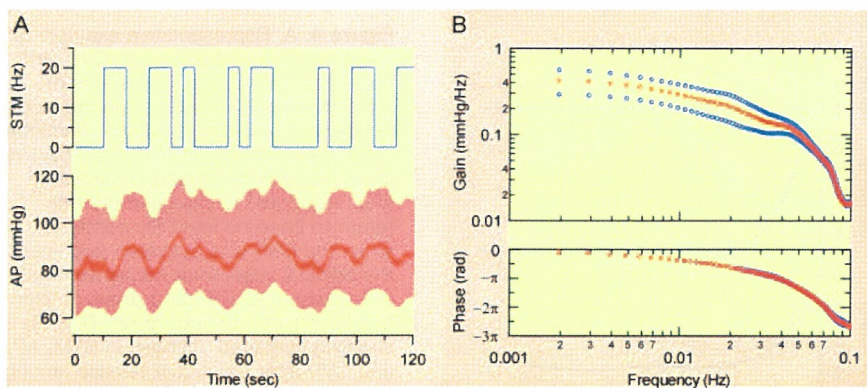 A
STM (Hz)
20
10
0
AP (mmHg)
120
100
80
60
0 20 40 60 80 100 120
Time (sec)
B
Gain (mmHg/Hz)
1
6
4
2
0.1
6
4
2
0.01
Phase (rad)
0
−π
−2π
−3π
0.001 2 3 4 5 6 7 0.01 2 3 4 5 6 7 0.1
Frequency (Hz)